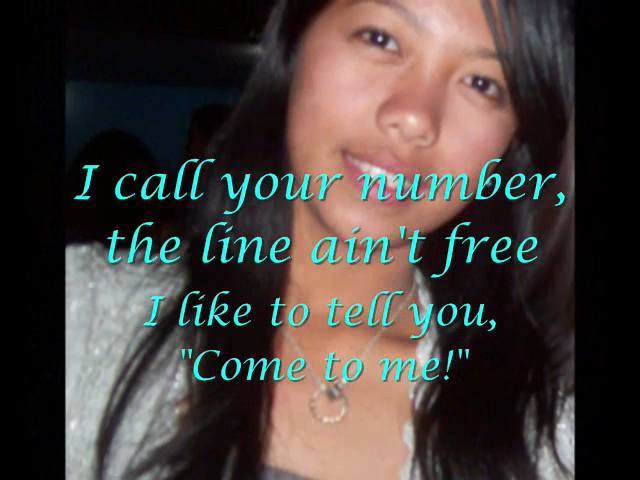 I call your number,
the line ain't free
I like to tell you,
"Come to me!"